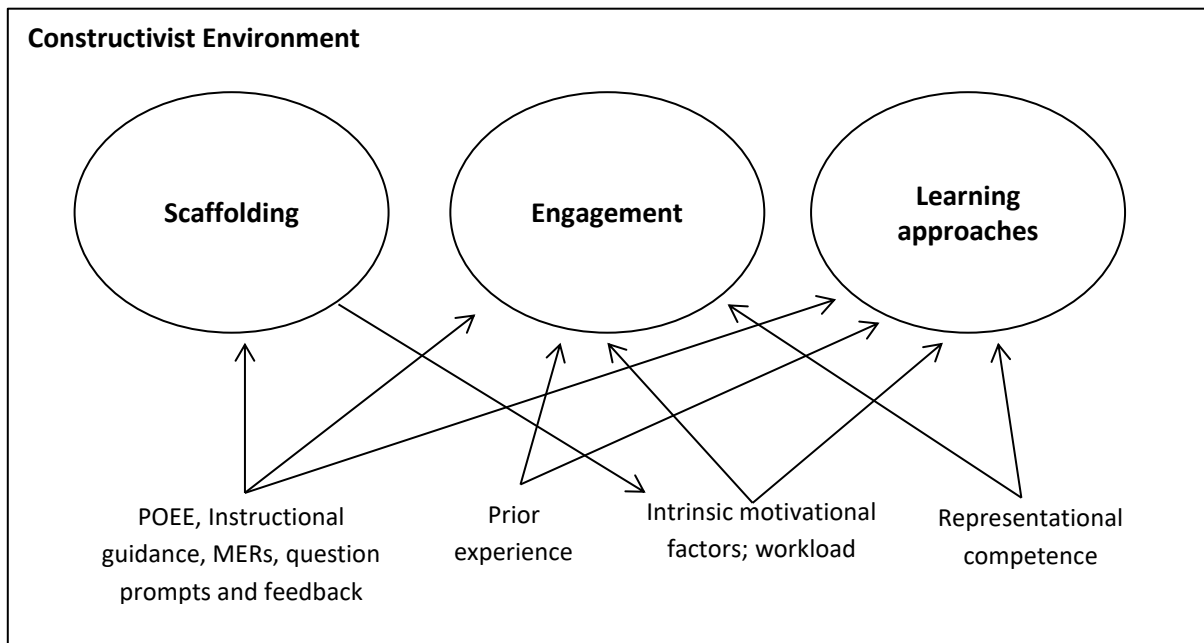 Constructivist Environment
Scaffolding
Engagement
Learning
approaches
POEE, Instructional
guidance, MERs, question
prompts and feedback
Prior
experience
Intrinsic motivational
factors; workload
Representational
competence